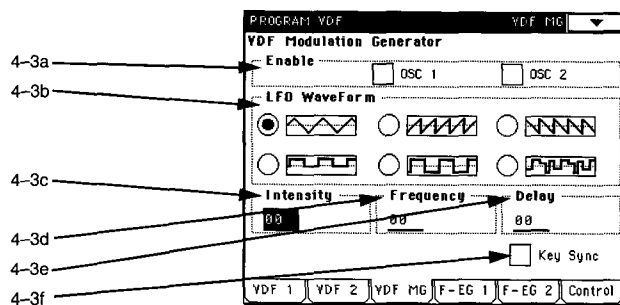 PROGRAM VDF VDF MG
VDF Modulation Generator
4-3a
Enable
OSC 1 OSC 2
4-3b
LFO WaveForm
4-3c
Intensity Frequency Delay
00 00 00
4-3d
4-3e
Key Sync
4-3f
VDF 1 VDF 2 VDF MG F-EG 1 F-EG 2 Control